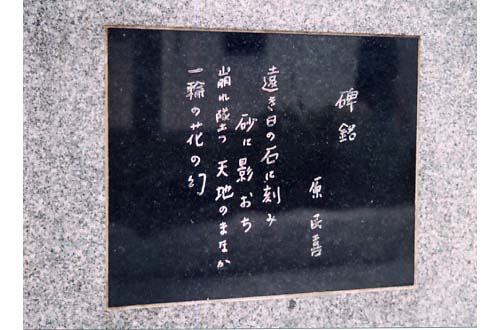 碑銘
原民喜
遠き日の石に刻み
砂に影おち
崩れ墜つ 天地のまなか
一輪の花の幻